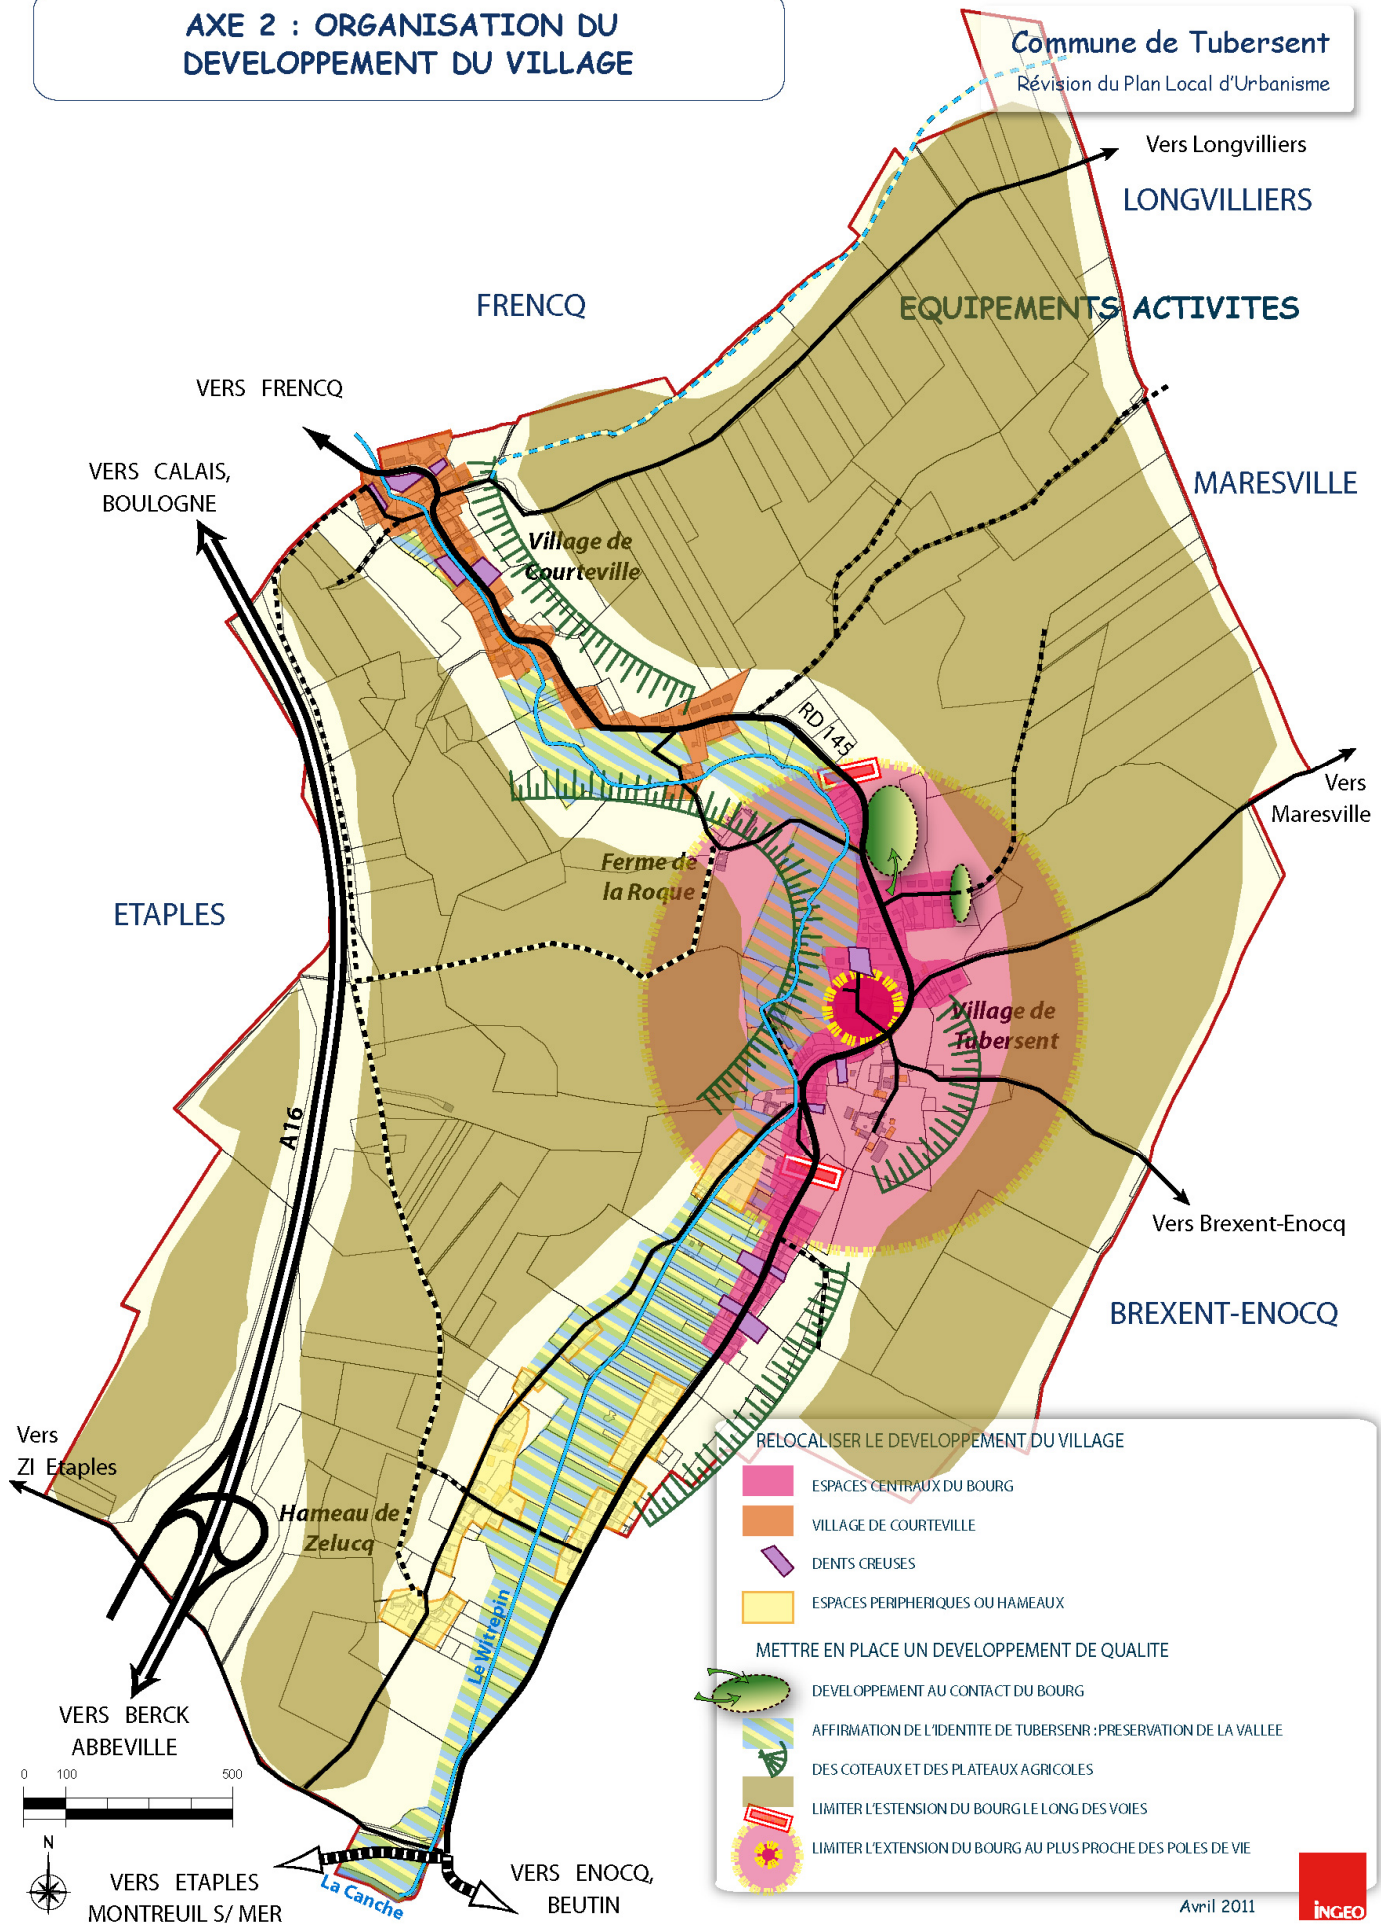 AXE 2 : ORGANISATION DU
DEVELOPPEMENT DU VILLAGE
Commune de Tubersent
Révision du Plan Local d'Urbanisme
Vers Longvilliers
LONGVILLIERS
FRENCQ
EQUIPEMENTS ACTIVITES
VERS FRENCQ
VERS CALAIS,
BOULOGNE
MARESVILLE
Village de
Courteville
RD 145
Vers
Maresville
Ferme de
la Roque
ETAPLES
Village de
Tubersent
A16
Vers Brexent-Enocq
BREXENT-ENOCQ
Vers
ZI Etaples
Hameau de
Zelucq
Le Witrepin
VERS BERCK
ABBEVILLE
0 100 500
N
VERS ETAPLES
MONTREUIL S/ MER
La Canche
VERS ENOCQ,
BEUTIN
RELOCALISER LE DEVELOPPEMENT DU VILLAGE
ESPACES CENTRAUX DU BOURG
VILLAGE DE COURTEVILLE
DENTS CREUSES
ESPACES PERIPHERIQUES OU HAMEAUX
METTRE EN PLACE UN DEVELOPPEMENT DE QUALITE
DEVELOPPEMENT AU CONTACT DU BOURG
AFFIRMATION DE L'IDENTITE DE TUBERSENR : PRESERVATION DE LA VALLEE
DES COTEAUX ET DES PLATEAUX AGRICOLES
LIMITER L'ESTENSION DU BOURG LE LONG DES VOIES
LIMITER L'EXTENSION DU BOURG AU PLUS PROCHE DES POLES DE VIE
Avril 2011
INGEO